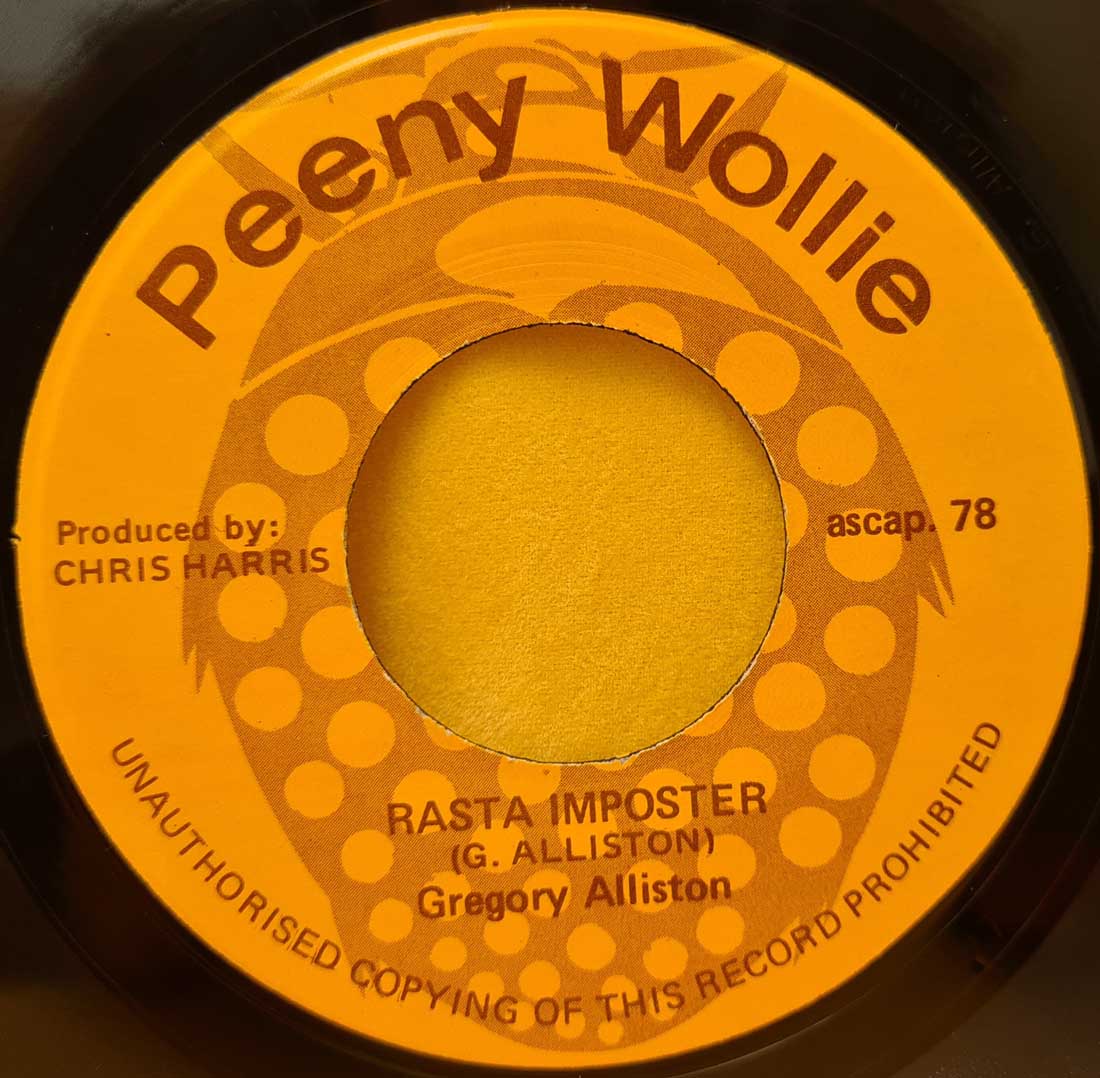 Peeny Wollie
Produced by:
CHRIS HARRIS
ascap. 78
RASTA IMPOSTER
(G. ALLISTON)
Gregory Alliston
UNAUTHORISED COPYING OF THIS RECORD PROHIBITED